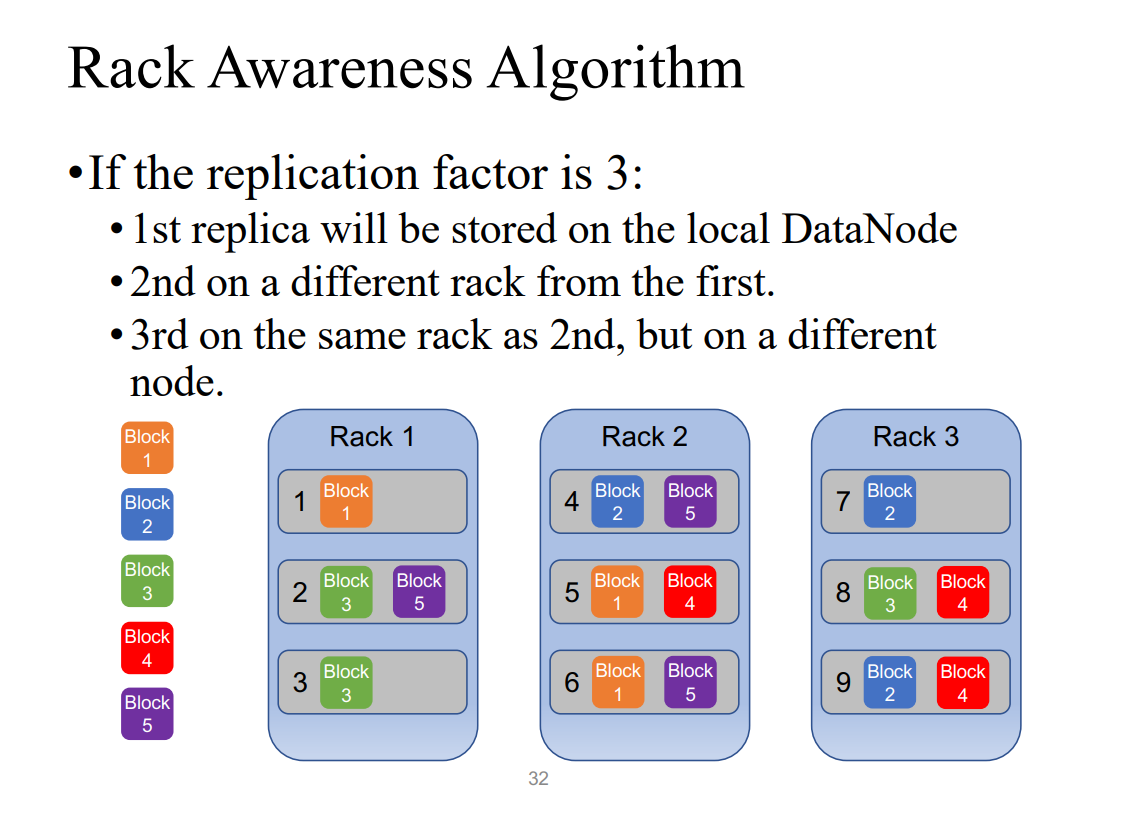 Rack Awareness Algorithm
•If the replication factor is 3:
•1st replica will be stored on the local DataNode
•2nd on a different rack from the first.
•3rd on the same rack as 2nd, but on a different
node.
Block
1
Block
2
Block
3
Block
4
Block
5
Rack 1
1
Block
1
2
Block
3
Block
5
3
Block
3
Rack 2
4
Block
2
Block
5
5
Block
1
Block
4
6
Block
1
Block
5
Rack 3
7
Block
2
8
Block
3
Block
4
9
Block
2
Block
4
32